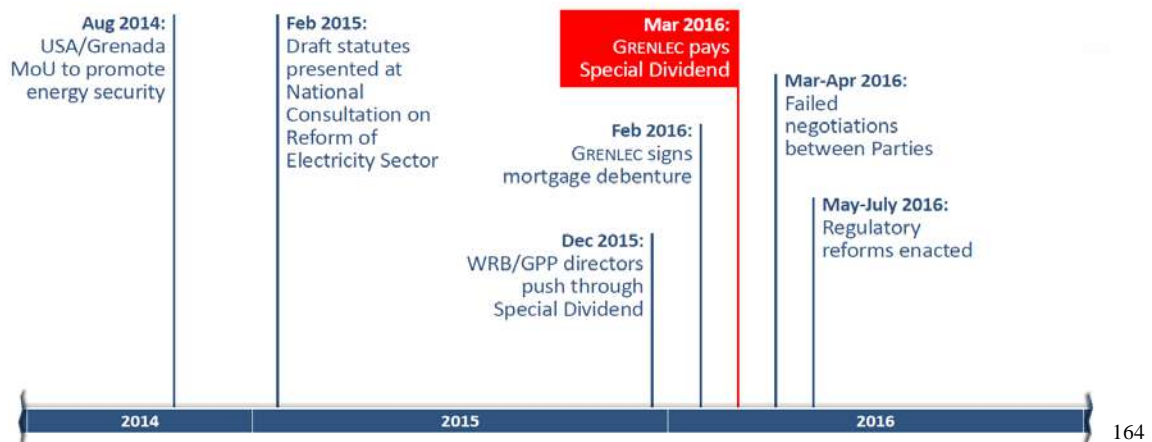 Aug 2014:
USA/Grenada
MoU to promote
energy security
Feb 2015:
Draft statutes
presented at
National
Consultation on
Reform of
Electricity Sector
Dec 2015:
WRB/GPP directors
push through
Special Dividend
Feb 2016:
GRENLEC signs
mortgage debenture
Mar 2016:
GRENLEC pays
Special Dividend
Mar-Apr 2016:
Failed
negotiations
between Parties
May-July 2016:
Regulatory
reforms enacted
2014
2015
2016
164